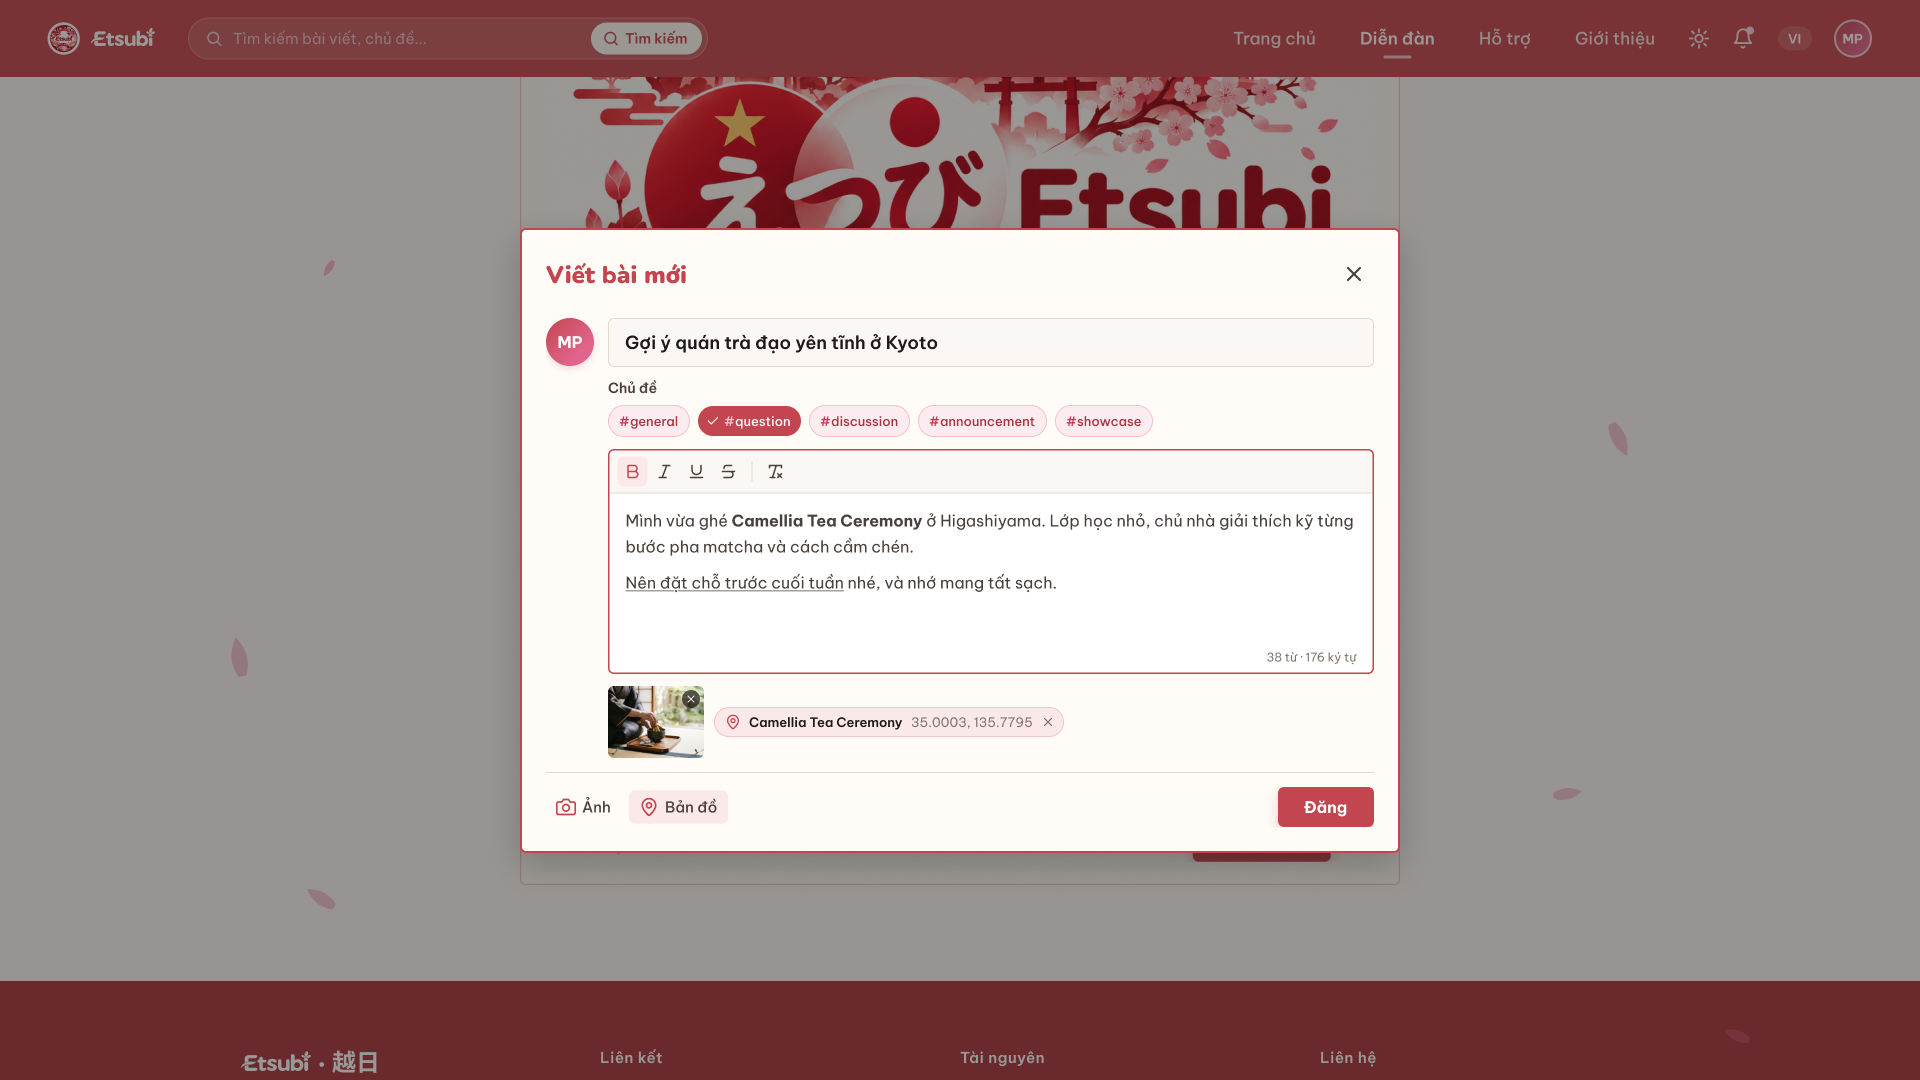 Etsubi
Tìm kiếm bài viết, chủ đề...
Tìm kiếm
Trang chủ
Diễn đàn
Hỗ trợ
Giới thiệu
VI
MP
えつび Etsubi
Viết bài mới
MP
Gợi ý quán trà đạo yên tĩnh ở Kyoto
Chủ đề
#general
#question
#discussion
#announcement
#showcase
Mình vừa ghé Camellia Tea Ceremony ở Higashiyama. Lớp học nhỏ, chủ nhà giải thích kỹ từng
bước pha matcha và cách cầm chén.
Nên đặt chỗ trước cuối tuần nhé, và nhớ mang tất sạch.
38 từ · 176 ký tự
Camellia Tea Ceremony 35.0003, 135.7795
Ảnh
Bản đồ
Đăng
Etsubi · 越日
Liên kết
Tài nguyên
Liên hệ